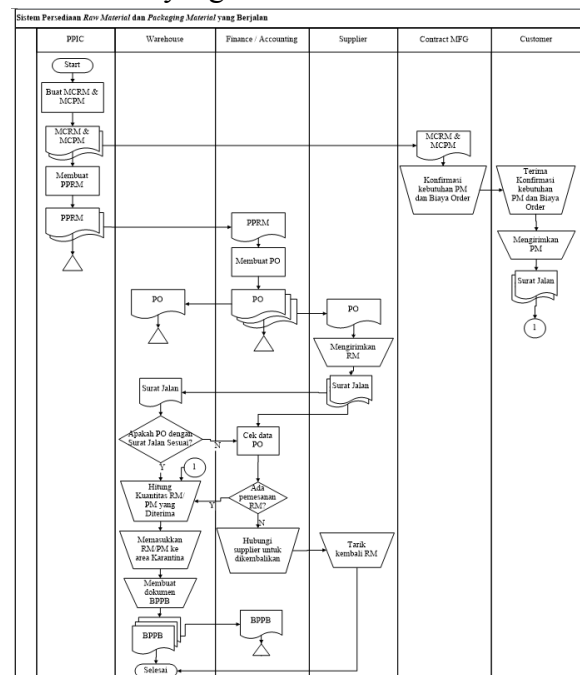 yang
Sistem Persediaan Raw Material dan Packaging Material yang Berjalan
PPIC
Warehouse
Finance / Accounting
Supplier
Contract MFG
Customer
Start
Buat MCRM &
MCPM
MCRM &
MCPM
Membuat
PPRM
PPRM
MCRM &
MCPM
Konfirmasi
kebutuhan PM
dan Biaya Order
Terima
Konfirmasi
kebutuhan
PM dan Biaya
Order
Mengirimkan
PM
Surat Jalan
1
PPRM
Membuat PO
PO
PO
PO
Mengirimkan
RM
Surat Jalan
Surat Jalan
Apakah PO dengan
Surat Jalan Sesuai?
N
Y
Cek data
PO
1
Hitung
Kuantitas RM/
PM yang
Diterima
Ada
pemesanan
RM?
Y
N
Memasukkan
RM/PM ke
area Karantina
Hubungi
supplier untuk
dikembalikan
Tarik
kembali RM
Membuat
dokumen
BPPB
BPPB
BPPB
Selesai